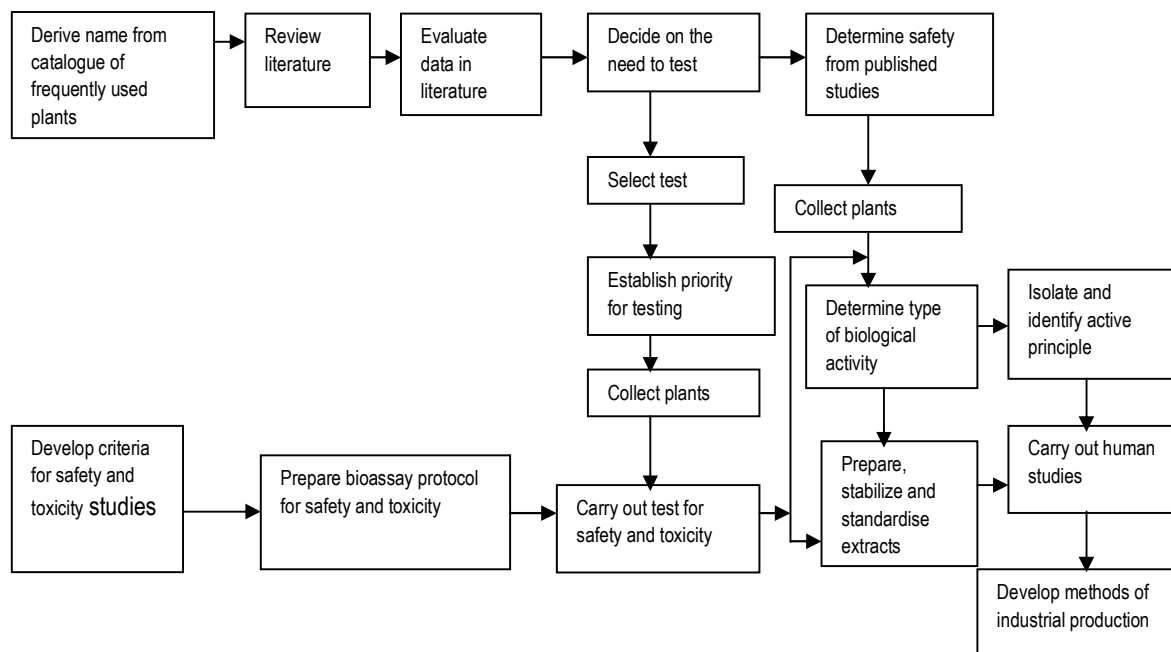 Derive name from
catalogue of
frequently used
plants
Review
literature
Evaluate
data in
literature
Decide on the
need to test
Determine safety
from published
studies
Select test
Collect plants
Establish priority
for testing
Determine type
of biological
activity
Isolate and
identify active
principle
Collect plants
Develop criteria
for safety and
toxicity studies
Prepare bioassay protocol
for safety and toxicity
Carry out test for
safety and toxicity
Prepare,
stabilize and
standardise
extracts
Carry out human
studies
Develop methods of
industrial production